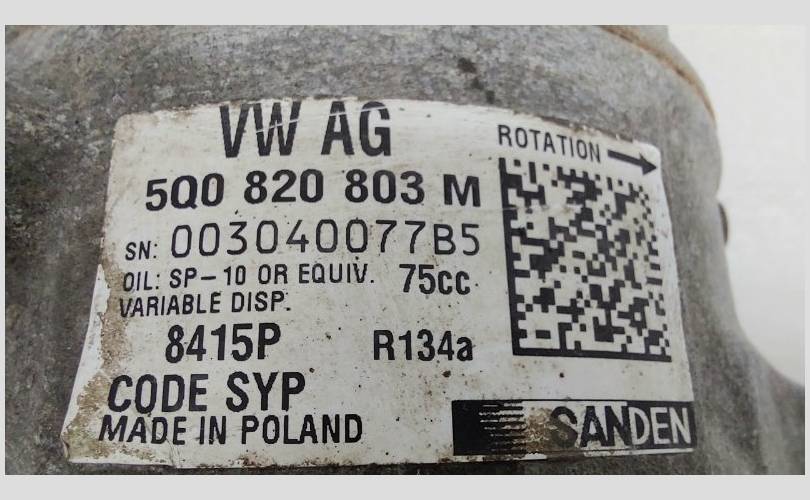 VW AG
ROTATION
5Q0 820 803 M
SN: 003040077B5
OIL: SP-10 OR EQUIV. 75cc
VARIABLE DISP.
8415P R134a
CODE SYP
MADE IN POLAND
SANDEN